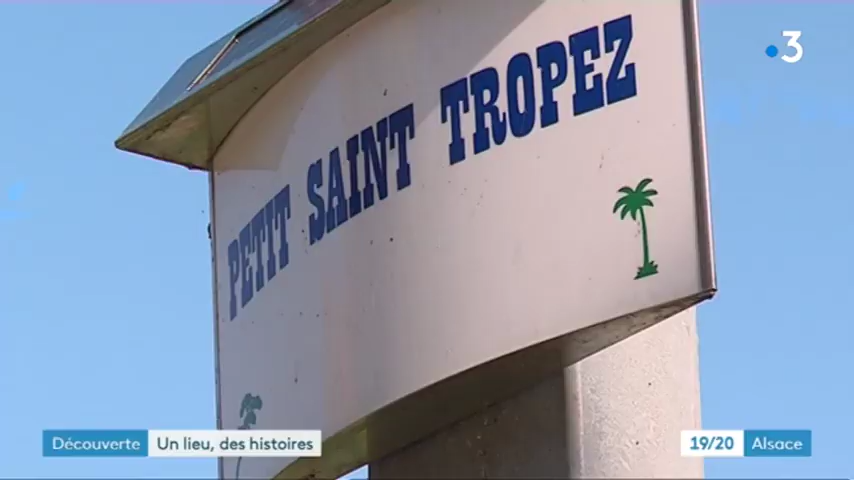 3
PETIT SAINT TROPEZ
Découverte Un lieu, des histoires
19/20 Alsace